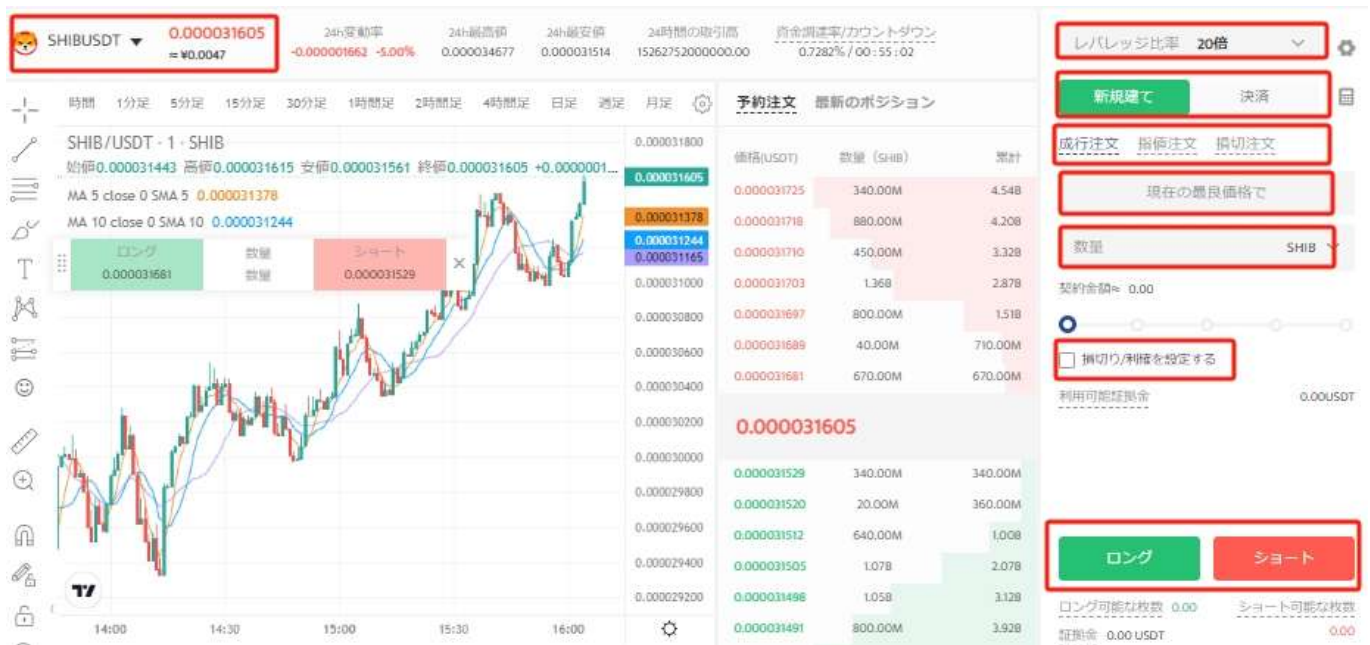 SHIBUSDT ▼ 0.000031605
≈ ¥0.0047
24h変動率 24h最高値 24h最安値 24時間の取引高 資金調達率/カウントダウン
-0.000001662 -5.00% 0.000034677 0.000031514 15262752000000.00 0.7282% / 00 : 55 : 02
レバレッジ比率 20倍
時間 1分足 5分足 15分足 30分足 1時間足 2時間足 4時間足 日足 週足 月足
予約注文 最新のポジション
新規建て 決済
成行注文 指値注文 損切注文
現在の最良価格で
数量 SHIB
契約金額≈ 0.00
損切り/利確を設定する
利用可能証拠金 0.00USDT
ロング ショート
ロング可能な枚数 0.00 ショート可能な枚数
0.00
証拠金 0.00 USDT
SHIB/USDT · 1 · SHIB
始値0.000031443 高値0.000031615 安値0.000031561 終値0.000031605 +0.0000001...
MA 5 close 0 SMA 5 0.000031378
MA 10 close 0 SMA 10 0.000031244
ロング 数量 ショート
0.000031681 数量 0.000031529
0.000031800
0.000031605
0.000031378
0.000031244
0.000031165
0.000031000
0.000030800
0.000030600
0.000030400
0.000030200
0.000030000
0.000029800
0.000029600
0.000029400
0.000029200
14:00 14:30 15:00 15:30 16:00
価格(USDT) 数量 (SHIB) 累計
0.000031725 340.00M 4.54B
0.000031718 880.00M 4.20B
0.000031710 450.00M 3.32B
0.000031703 1.36B 2.87B
0.000031697 800.00M 1.51B
0.000031689 40.00M 710.00M
0.000031681 670.00M 670.00M
0.000031605
0.000031529 340.00M 340.00M
0.000031520 20.00M 360.00M
0.000031512 640.00M 1.00B
0.000031505 1.07B 2.07B
0.000031498 1.05B 3.12B
0.000031491 800.00M 3.92B